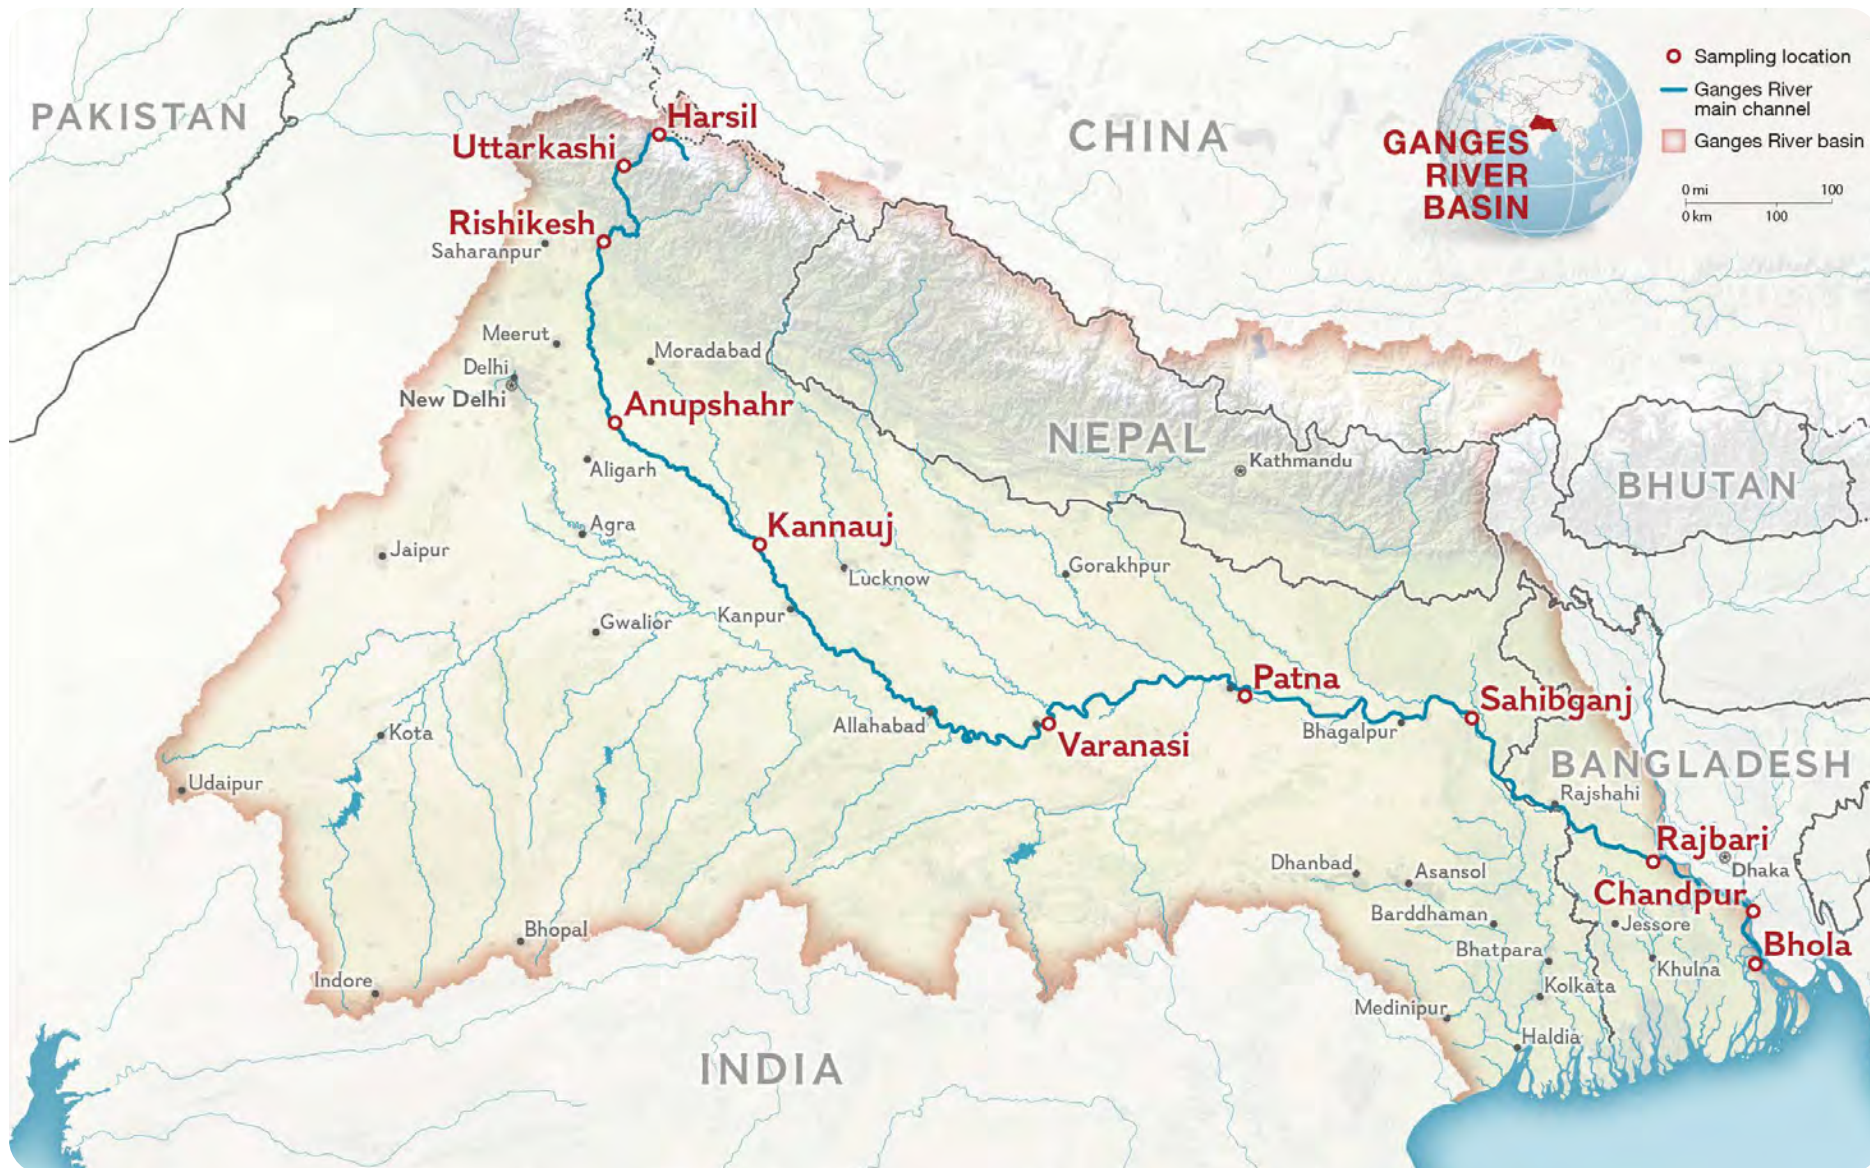 PAKISTAN
CHINA
NEPAL
BHUTAN
BANGLADESH
INDIA
GANGES
RIVER
BASIN
Sampling location
Ganges River
main channel
Ganges River basin
0 mi 100
0 km 100
Harsil
Uttarkashi
Rishikesh
Saharanpur
Meerut
Moradabad
Delhi
New Delhi
Anupshahr
Aligarh
Kathmandu
Agra
Kannauj
Jaipur
Lucknow
Gorakhpur
Gwalior
Kanpur
Patna
Sahibganj
Kota
Allahabad
Varanasi
Bhagalpur
Udaipur
Rajshahi
Rajbari
Dhaka
Dhanbad
Asansol
Chandpur
Barddhaman
Jessore
Bhopal
Bhatpara
Bhola
Khulna
Indore
Kolkata
Medinipur
Haldia